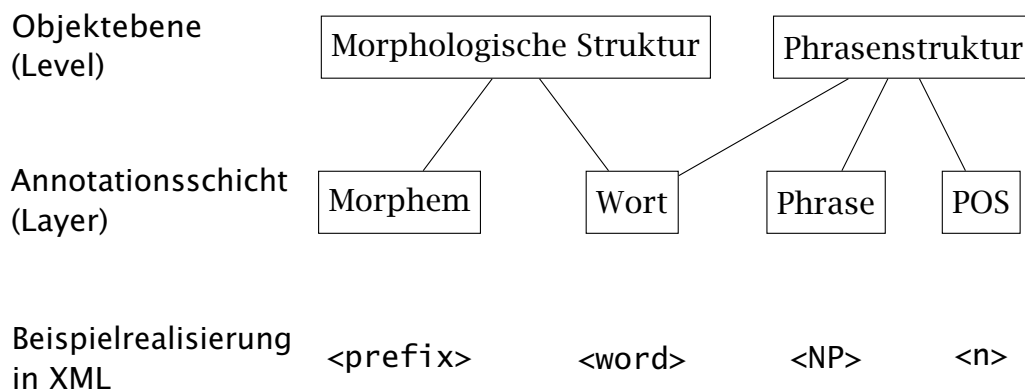 Objektebene
(Level)
Morphologische Struktur
Phrasenstruktur
Annotationsschicht
(Layer)
Morphem
Wort
Phrase
POS
Beispielrealisierung
in XML
<prefix>
<word>
<NP>
<n>